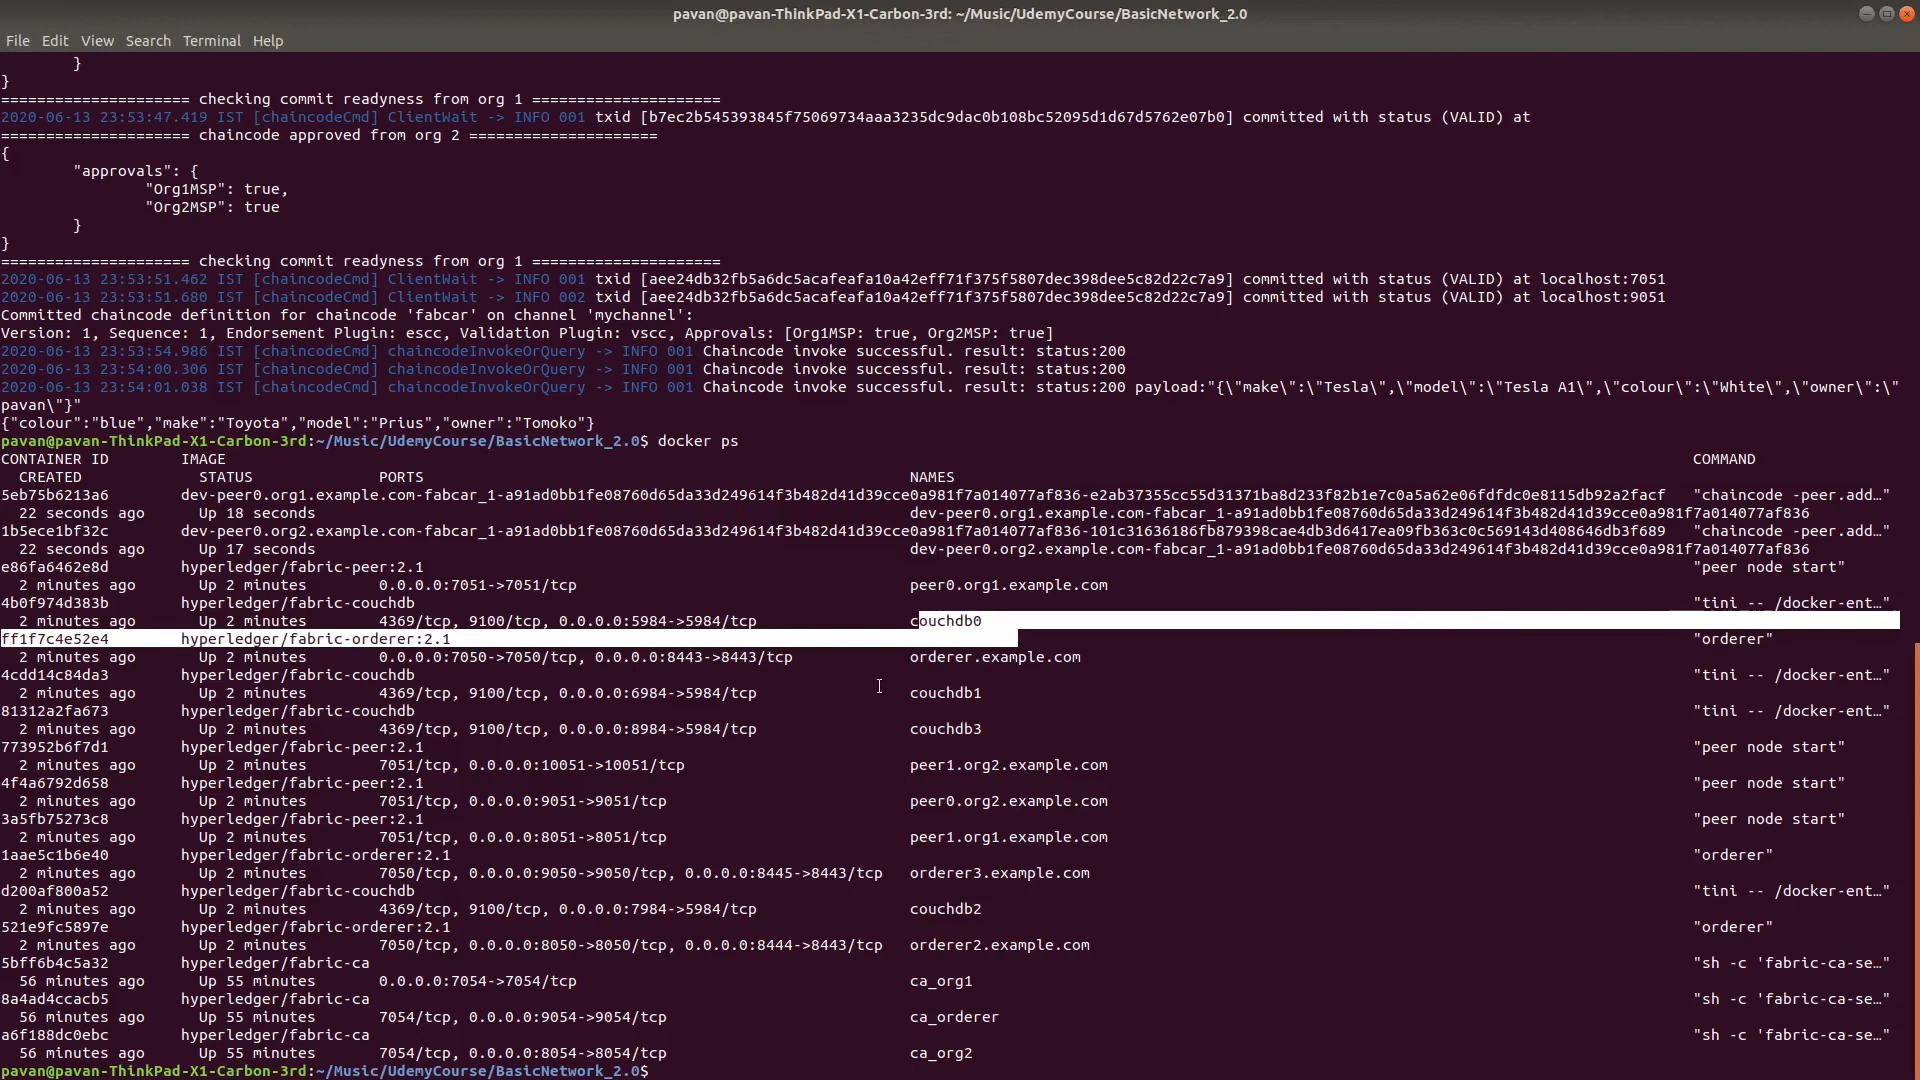 pavan@pavan-ThinkPad-X1-Carbon-3rd: ~/Music/UdemyCourse/BasicNetwork_2.0
File Edit View Search Terminal Help
}
}
===================== checking commit readyness from org 1 =====================
2020-06-13 23:53:47.419 IST [chaincodeCmd] ClientWait -> INFO 001 txid [b7ec2b545393845f75069734aaa3235dc9dac0b108bc52095d1d67d5762e07b0] committed with status (VALID) at
===================== chaincode approved from org 2 =====================
{
"approvals": {
"Org1MSP": true,
"Org2MSP": true
}
}
===================== checking commit readyness from org 1 =====================
2020-06-13 23:53:51.462 IST [chaincodeCmd] ClientWait -> INFO 001 txid [aee24db32fb5a6dc5acafeafa10a42eff71f375f5807dec398dee5c82d22c7a9] committed with status (VALID) at localhost:7051
2020-06-13 23:53:51.680 IST [chaincodeCmd] ClientWait -> INFO 002 txid [aee24db32fb5a6dc5acafeafa10a42eff71f375f5807dec398dee5c82d22c7a9] committed with status (VALID) at localhost:9051
Committed chaincode definition for chaincode 'fabcar' on channel 'mychannel':
Version: 1, Sequence: 1, Endorsement Plugin: escc, Validation Plugin: vscc, Approvals: [Org1MSP: true, Org2MSP: true]
2020-06-13 23:53:54.986 IST [chaincodeCmd] chaincodeInvokeOrQuery -> INFO 001 Chaincode invoke successful. result: status:200
2020-06-13 23:54:00.306 IST [chaincodeCmd] chaincodeInvokeOrQuery -> INFO 001 Chaincode invoke successful. result: status:200
2020-06-13 23:54:01.038 IST [chaincodeCmd] chaincodeInvokeOrQuery -> INFO 001 Chaincode invoke successful. result: status:200 payload:"{\"make\":\"Tesla\",\"model\":\"Tesla A1\",\"colour\":\"White\",\"owner\":\"
pavan\"}"
{"colour":"blue","make":"Toyota","model":"Prius","owner":"Tomoko"}
pavan@pavan-ThinkPad-X1-Carbon-3rd:~/Music/UdemyCourse/BasicNetwork_2.0$ docker ps
CONTAINER ID IMAGE COMMAND
CREATED STATUS PORTS NAMES
5eb75b6213a6 dev-peer0.org1.example.com-fabcar_1-a91ad0bb1fe08760d65da33d249614f3b482d41d39cce0a981f7a014077af836-e2ab37355cc55d31371ba8d233f82b1e7c0a5a62e06fdfdc0e8115db92a2facf "chaincode -peer.add…"
22 seconds ago Up 18 seconds dev-peer0.org1.example.com-fabcar_1-a91ad0bb1fe08760d65da33d249614f3b482d41d39cce0a981f7a014077af836
1b5ece1bf32c dev-peer0.org2.example.com-fabcar_1-a91ad0bb1fe08760d65da33d249614f3b482d41d39cce0a981f7a014077af836-101c31636186fb879398cae4db3d6417ea09fb363c0c569143d408646db3f689 "chaincode -peer.add…"
22 seconds ago Up 17 seconds dev-peer0.org2.example.com-fabcar_1-a91ad0bb1fe08760d65da33d249614f3b482d41d39cce0a981f7a014077af836
e86fa6462e8d hyperledger/fabric-peer:2.1 "peer node start"
2 minutes ago Up 2 minutes 0.0.0.0:7051->7051/tcp peer0.org1.example.com
4b0f974d383b hyperledger/fabric-couchdb "tini -- /docker-ent…"
2 minutes ago Up 2 minutes 4369/tcp, 9100/tcp, 0.0.0.0:5984->5984/tcp couchdb0
ff1f7c4e52e4 hyperledger/fabric-orderer:2.1 "orderer"
2 minutes ago Up 2 minutes 0.0.0.0:7050->7050/tcp, 0.0.0.0:8443->8443/tcp orderer.example.com
4cdd14c84da3 hyperledger/fabric-couchdb "tini -- /docker-ent…"
2 minutes ago Up 2 minutes 4369/tcp, 9100/tcp, 0.0.0.0:6984->5984/tcp couchdb1
81312a2fa673 hyperledger/fabric-couchdb "tini -- /docker-ent…"
2 minutes ago Up 2 minutes 4369/tcp, 9100/tcp, 0.0.0.0:8984->5984/tcp couchdb3
773952b6f7d1 hyperledger/fabric-peer:2.1 "peer node start"
2 minutes ago Up 2 minutes 7051/tcp, 0.0.0.0:10051->10051/tcp peer1.org2.example.com
4f4a6792d658 hyperledger/fabric-peer:2.1 "peer node start"
2 minutes ago Up 2 minutes 7051/tcp, 0.0.0.0:9051->9051/tcp peer0.org2.example.com
3a5fb75273c8 hyperledger/fabric-peer:2.1 "peer node start"
2 minutes ago Up 2 minutes 7051/tcp, 0.0.0.0:8051->8051/tcp peer1.org1.example.com
1aae5c1b6e40 hyperledger/fabric-orderer:2.1 "orderer"
2 minutes ago Up 2 minutes 7050/tcp, 0.0.0.0:9050->9050/tcp, 0.0.0.0:8445->8443/tcp orderer3.example.com
d200af800a52 hyperledger/fabric-couchdb "tini -- /docker-ent…"
2 minutes ago Up 2 minutes 4369/tcp, 9100/tcp, 0.0.0.0:7984->5984/tcp couchdb2
521e9fc5897e hyperledger/fabric-orderer:2.1 "orderer"
2 minutes ago Up 2 minutes 7050/tcp, 0.0.0.0:8050->8050/tcp, 0.0.0.0:8444->8443/tcp orderer2.example.com
5bff6b4c5a32 hyperledger/fabric-ca "sh -c 'fabric-ca-se…"
56 minutes ago Up 55 minutes 0.0.0.0:7054->7054/tcp ca_org1
8a4ad4ccacb5 hyperledger/fabric-ca "sh -c 'fabric-ca-se…"
56 minutes ago Up 55 minutes 7054/tcp, 0.0.0.0:9054->9054/tcp ca_orderer
a6f188dc0ebc hyperledger/fabric-ca "sh -c 'fabric-ca-se…"
56 minutes ago Up 55 minutes 7054/tcp, 0.0.0.0:8054->8054/tcp ca_org2
pavan@pavan-ThinkPad-X1-Carbon-3rd:~/Music/UdemyCourse/BasicNetwork_2.0$